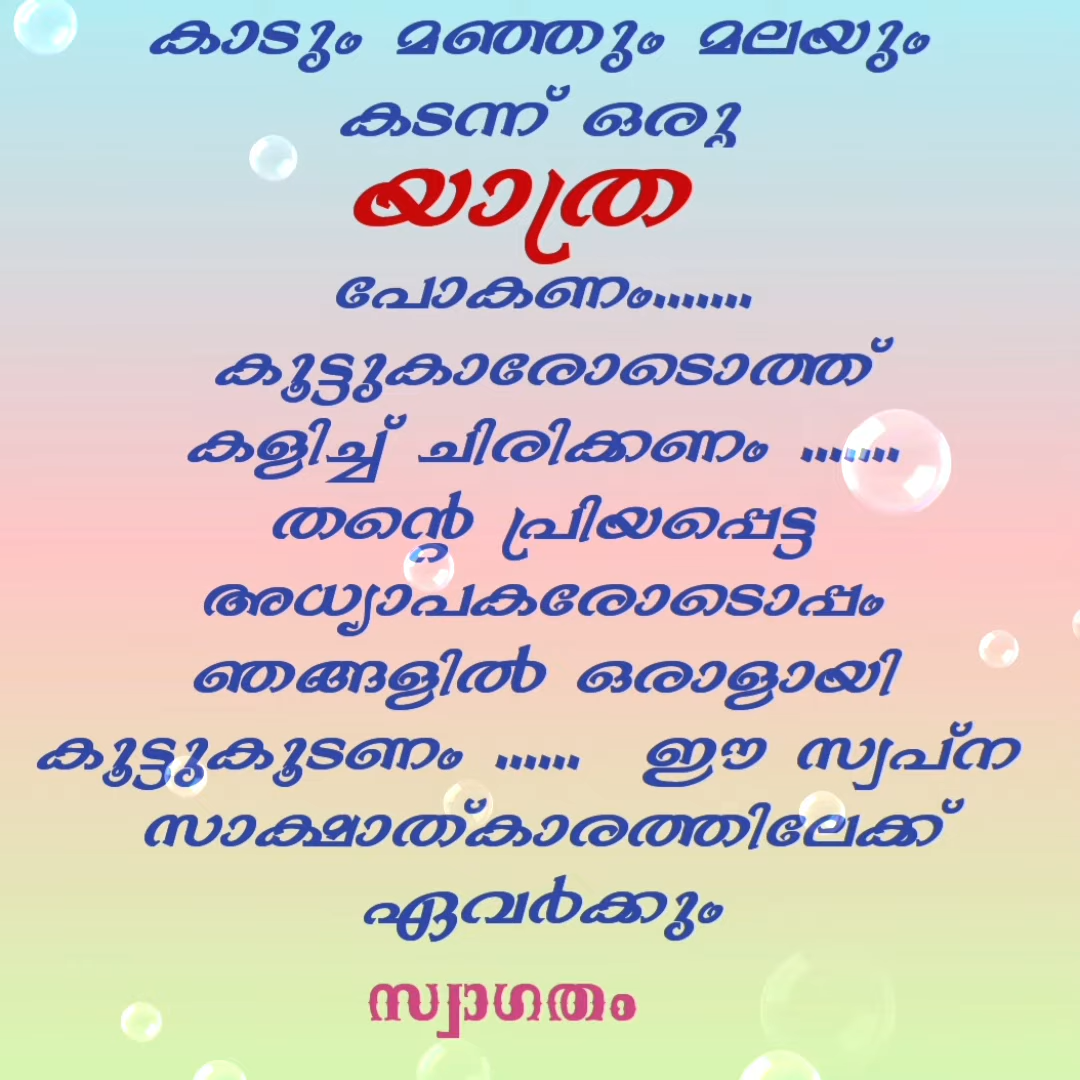 കാടും മഞ്ഞും മലയും
കടന്ന് ഒരു
യാത്ര
പോകണം.......
കൂട്ടുകാരോടൊത്ത്
കളിച്ച് ചിരിക്കണം .......
തന്റെ പ്രിയപ്പെട്ട
അധ്യാപകരോടൊപ്പം
ഞങ്ങളിൽ ഒരാളായി
കൂട്ടുകൂടണം ...... ഈ സ്വപ്ന
സാക്ഷാത്കാരത്തിലേക്ക്
ഏവർക്കും
സ്വാഗതം